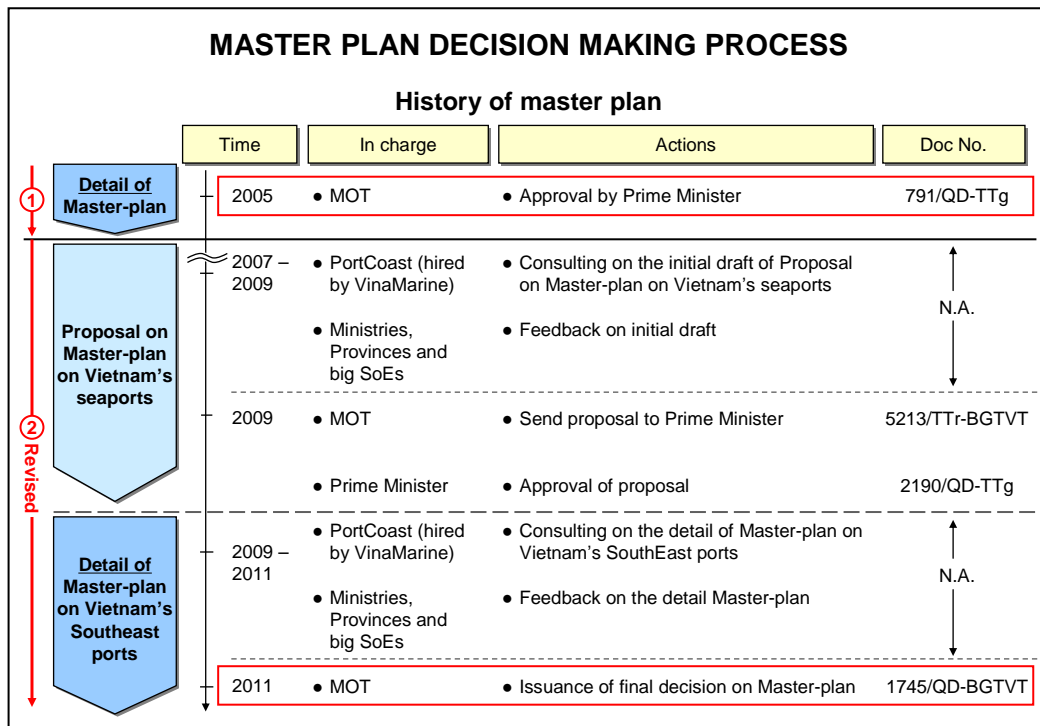 MASTER PLAN DECISION MAKING PROCESS
History of master plan
Time
In charge
Actions
Doc No.
1
Detail of
Master-plan
2005
● MOT
● Approval by Prime Minister
791/QD-TTg
2
Revised
Proposal on
Master-plan
on Vietnam's
seaports
2007 –
2009
● PortCoast (hired
by VinaMarine)
● Consulting on the initial draft of Proposal
on Master-plan on Vietnam's seaports
N.A.
● Ministries,
Provinces and
big SoEs
● Feedback on initial draft
2009
● MOT
● Send proposal to Prime Minister
5213/TTr-BGTVT
● Prime Minister
● Approval of proposal
2190/QD-TTg
Detail of
Master-plan
on Vietnam's
Southeast
ports
2009 –
2011
● PortCoast (hired
by VinaMarine)
● Consulting on the detail of Master-plan on
Vietnam's SouthEast ports
N.A.
● Ministries,
Provinces and
big SoEs
● Feedback on the detail Master-plan
2011
● MOT
● Issuance of final decision on Master-plan
1745/QD-BGTVT